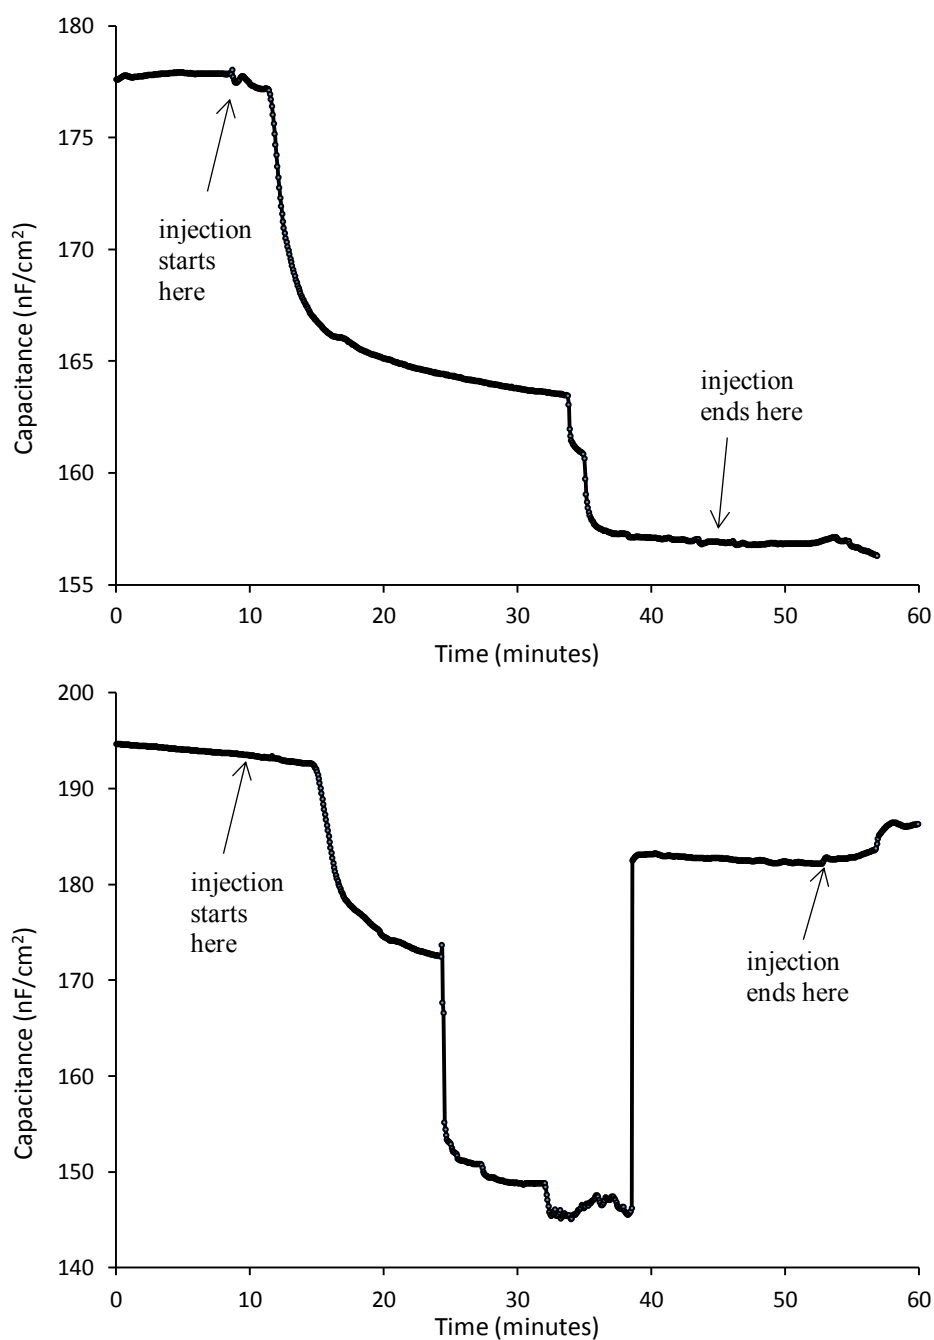 180
175
170
165
160
155
Capacitance (nF/cm²)
injection
starts
here
injection
ends here
0 10 20 30 40 50 60
Time (minutes)
200
190
180
170
160
150
140
Capacitance (nF/cm²)
injection
starts
here
injection
ends here
0 10 20 30 40 50 60
Time (minutes)